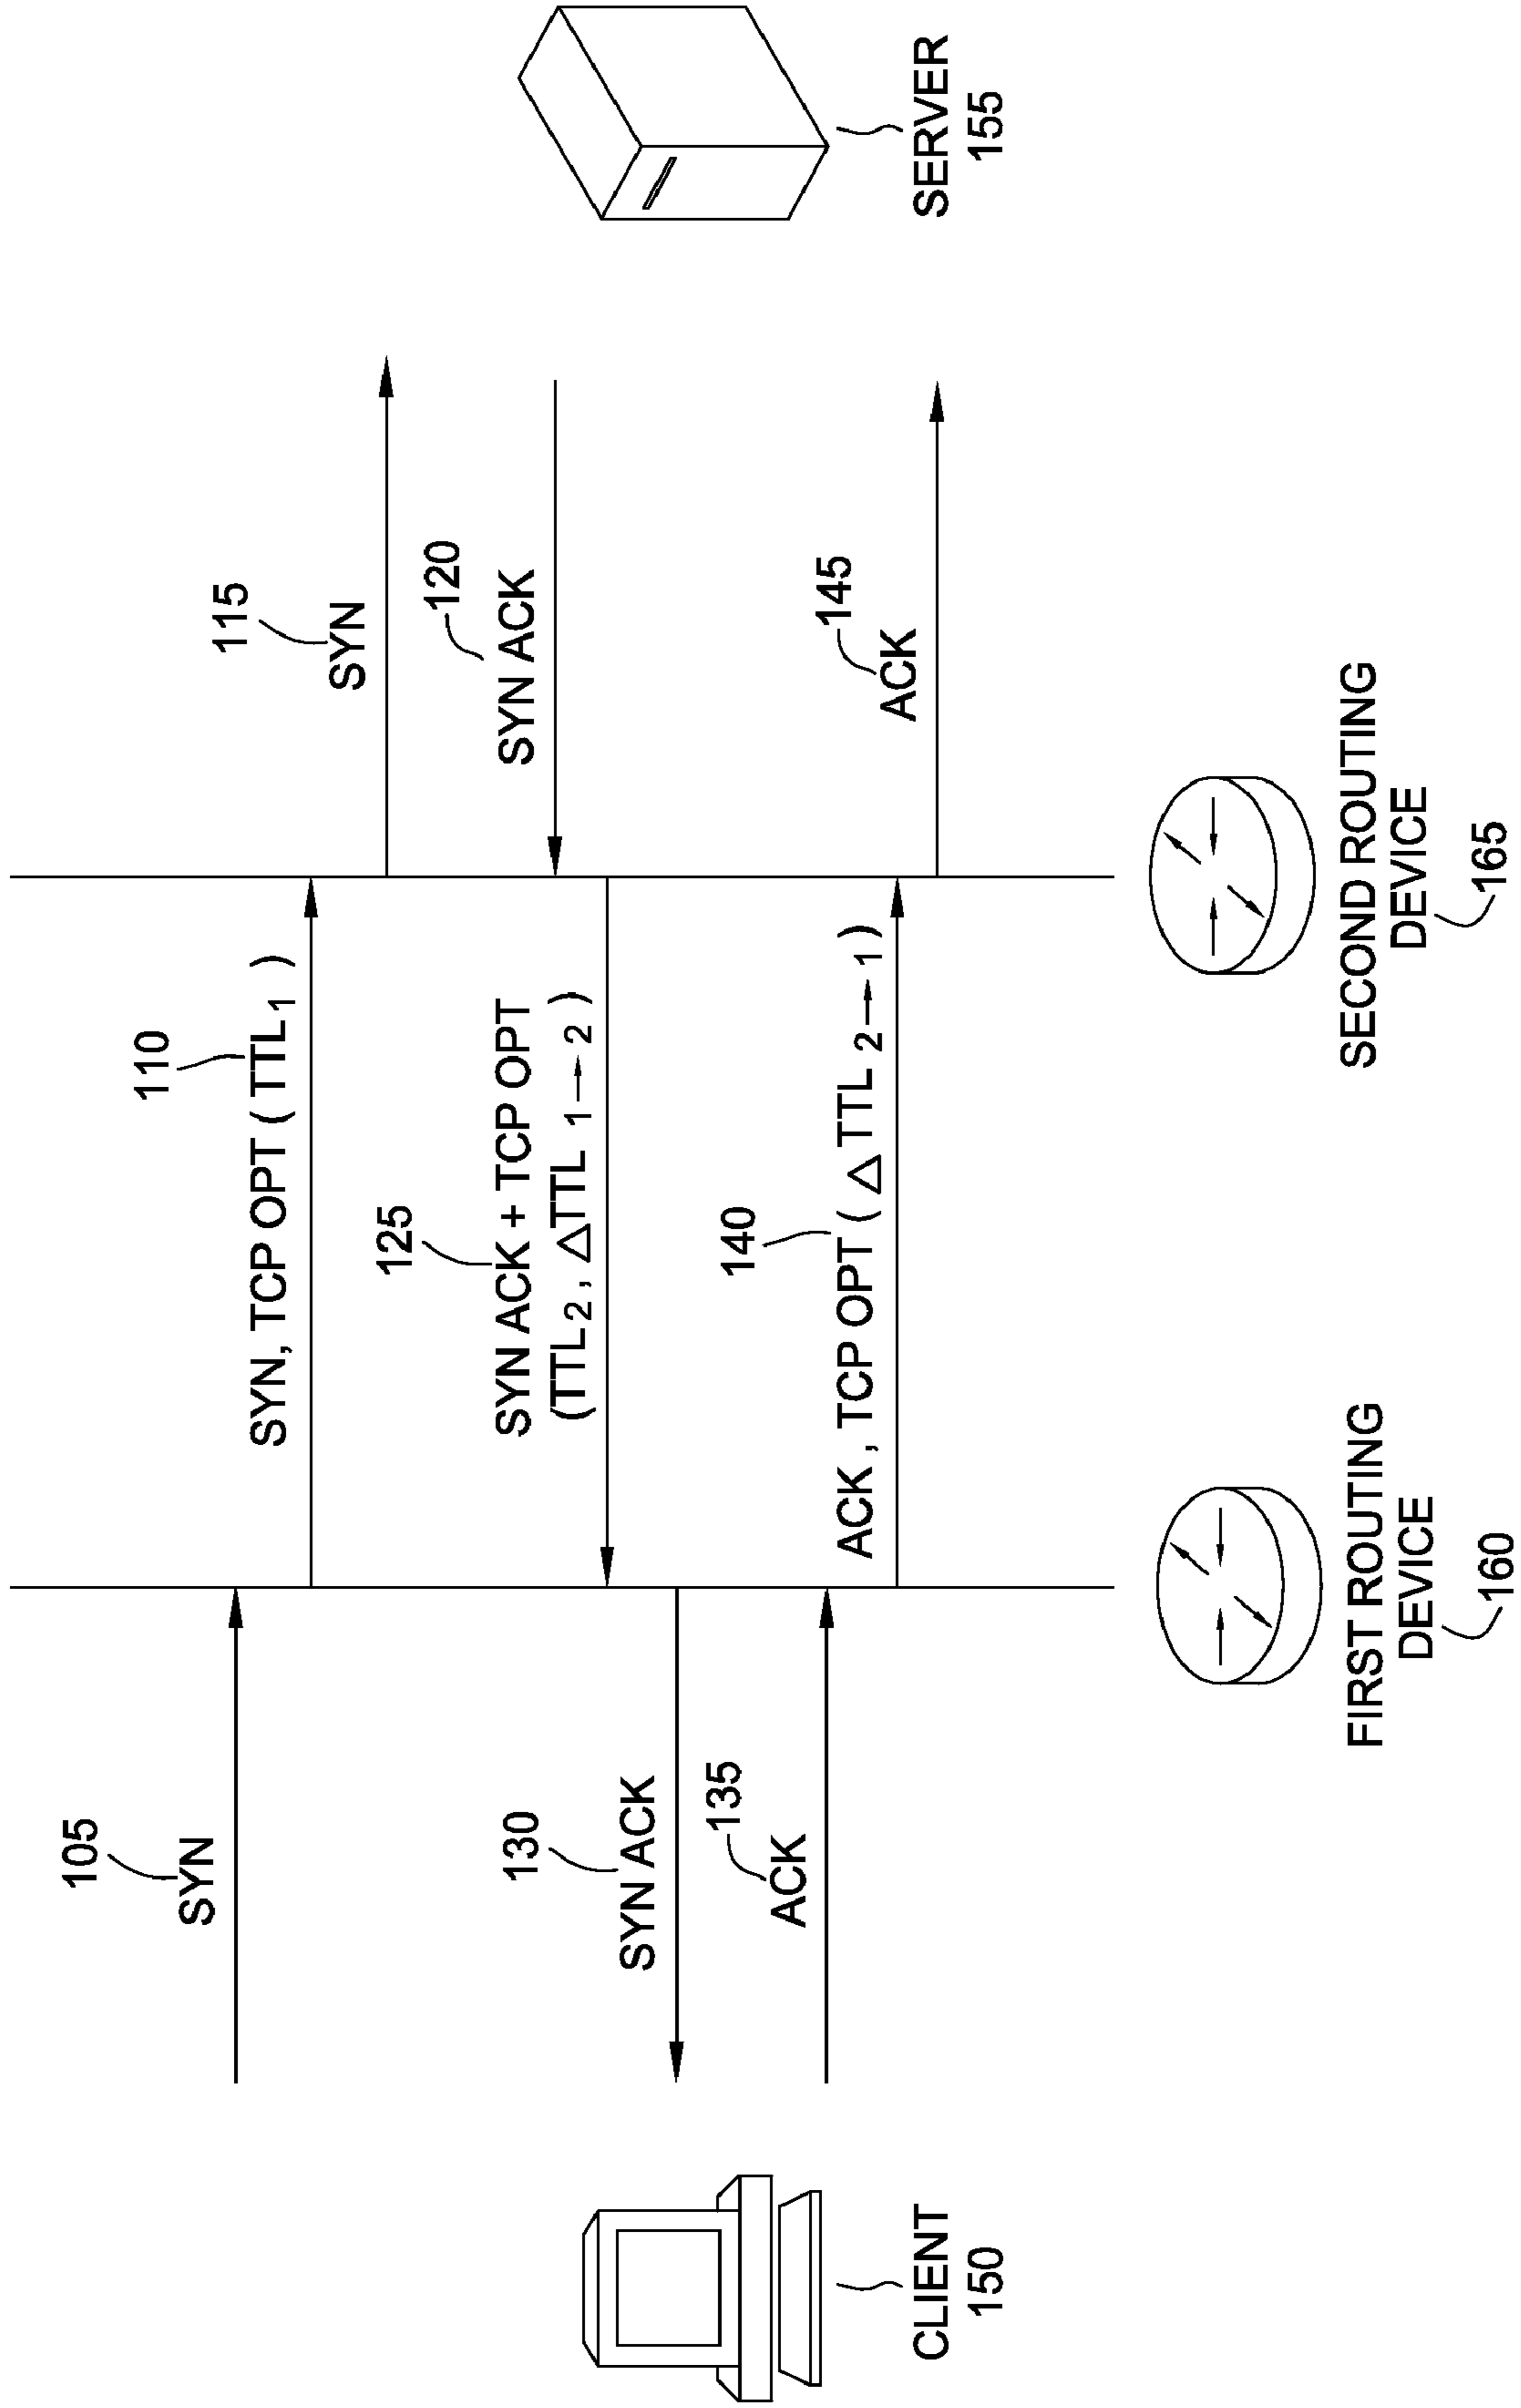 105
SYN
110
SYN, TCP OPT ( TTL₁ )
115
SYN
120
SYN ACK
125
SYN ACK + TCP OPT
(TTL₂, △TTL ₁→₂ )
130
SYN ACK
135
ACK
140
ACK, TCP OPT ( △ TTL ₂→₁)
145
ACK
CLIENT
150
FIRST ROUTING
DEVICE
160
SECOND ROUTING
DEVICE
165
SERVER
155